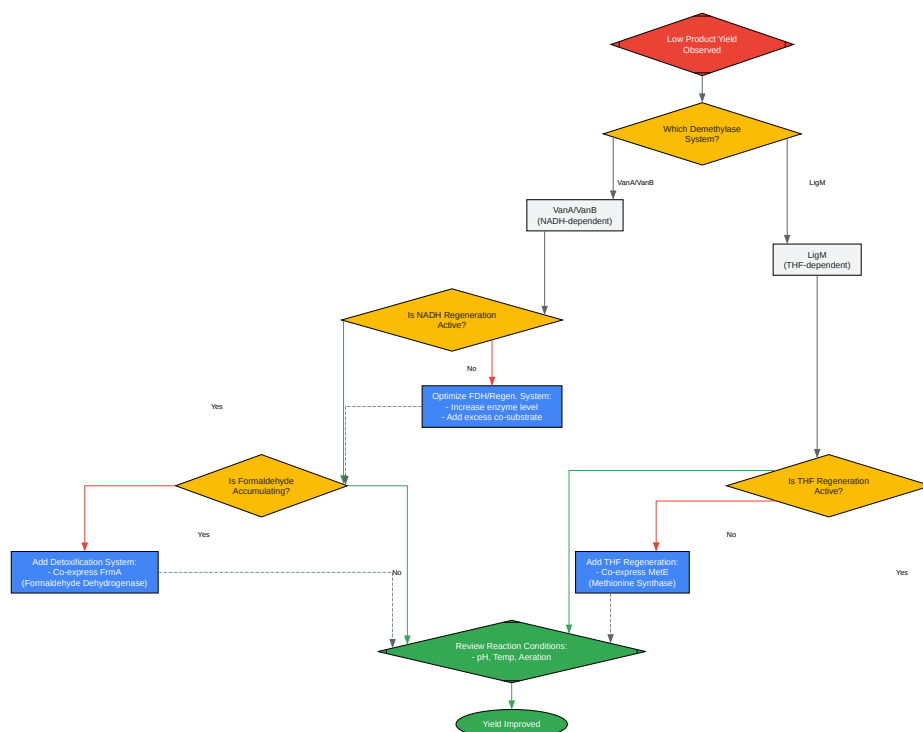 Low Product Yield
Observed
Which Demethylase
System?
VanA/VanB
LigM
VanA/VanB
(NADH-dependent)
LigM
(THF-dependent)
Is NADH Regeneration
Active?
No
Optimize FDH/Regen. System:
- Increase enzyme level
- Add excess co-substrate
Yes
Is Formaldehyde
Accumulating?
Is THF Regeneration
Active?
Yes
No
Add Detoxification System:
- Co-express FrmA
(Formaldehyde Dehydrogenase)
No
Add THF Regeneration:
- Co-express MetE
(Methionine Synthase)
Yes
Review Reaction Conditions:
- pH, Temp, Aeration
Yield Improved